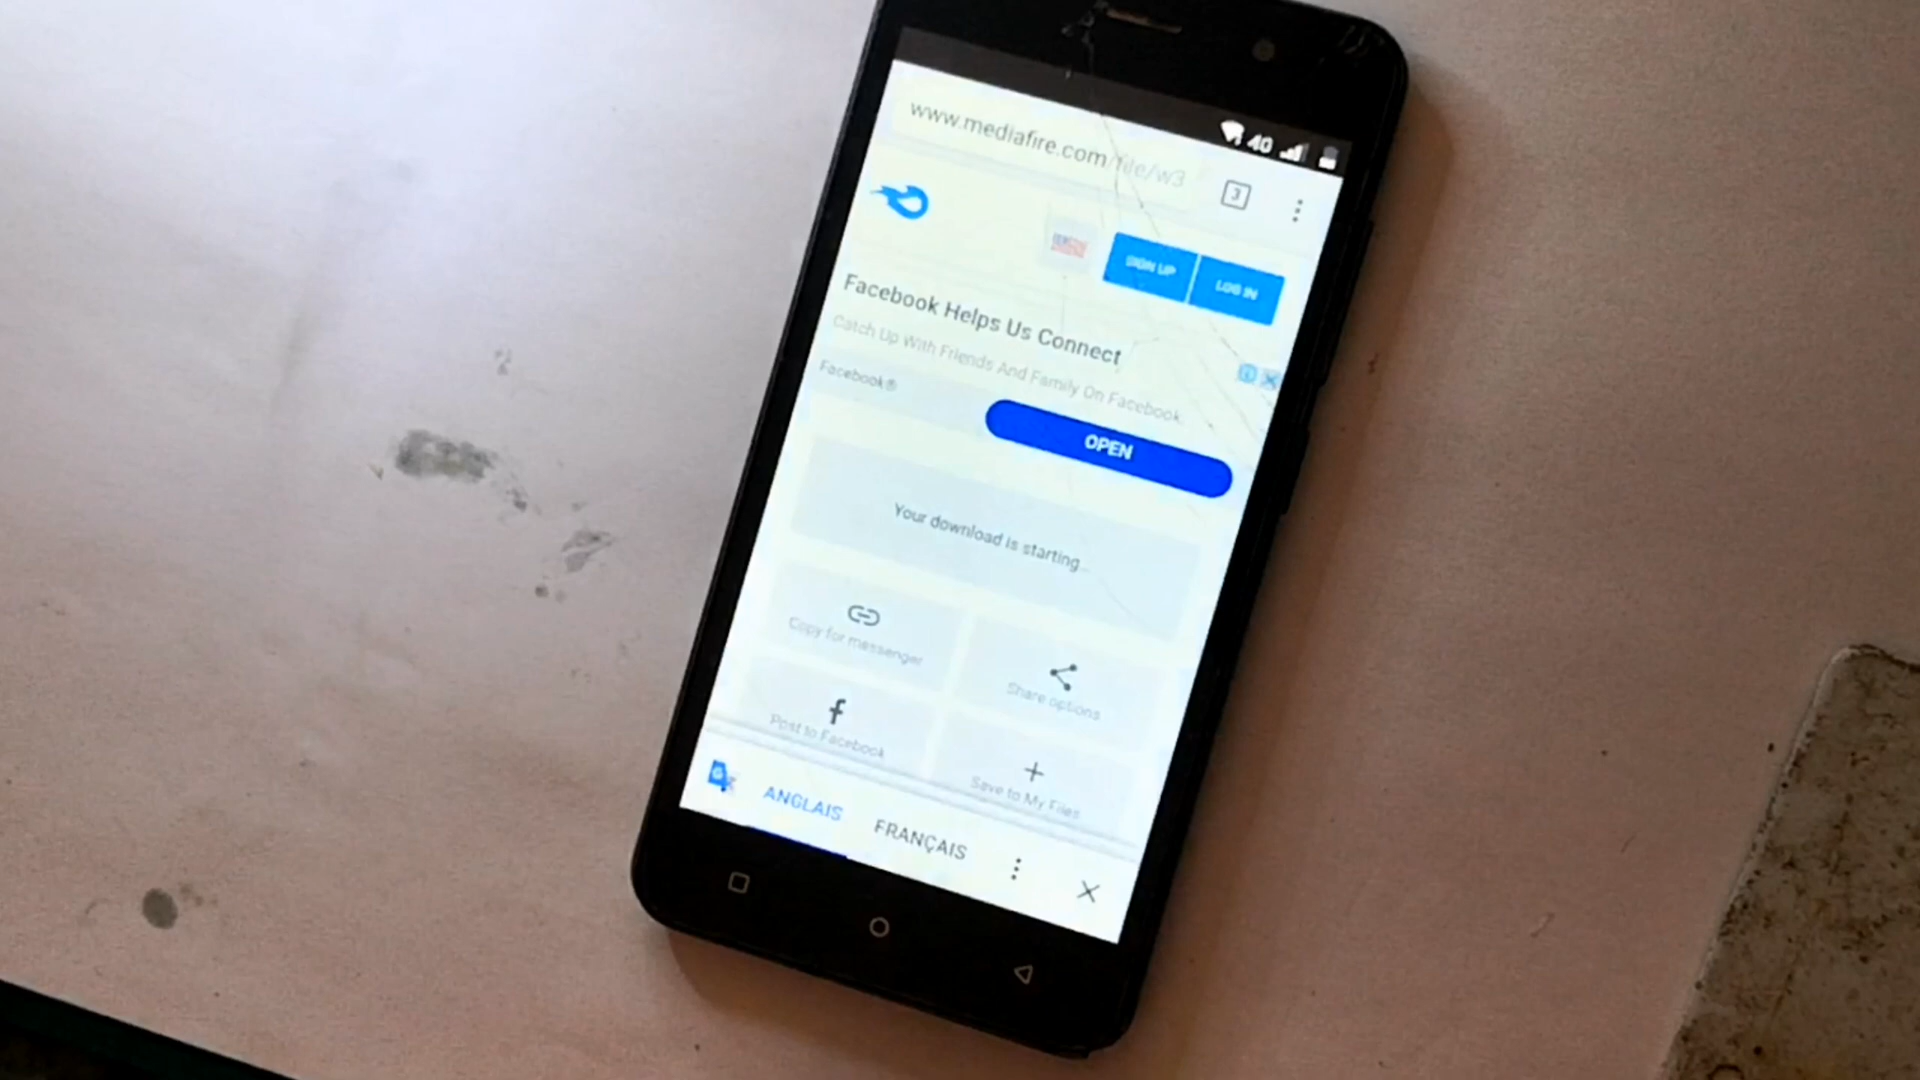 4G
www.mediafire.com/file/w3
3
SIGN UP
LOG IN
Facebook Helps Us Connect
Catch Up With Friends And Family On Facebook.
Facebook®
OPEN
Your download is starting...
Copy for messenger
Share options
Post to Facebook
Save to My Files
ANGLAIS
FRANÇAIS